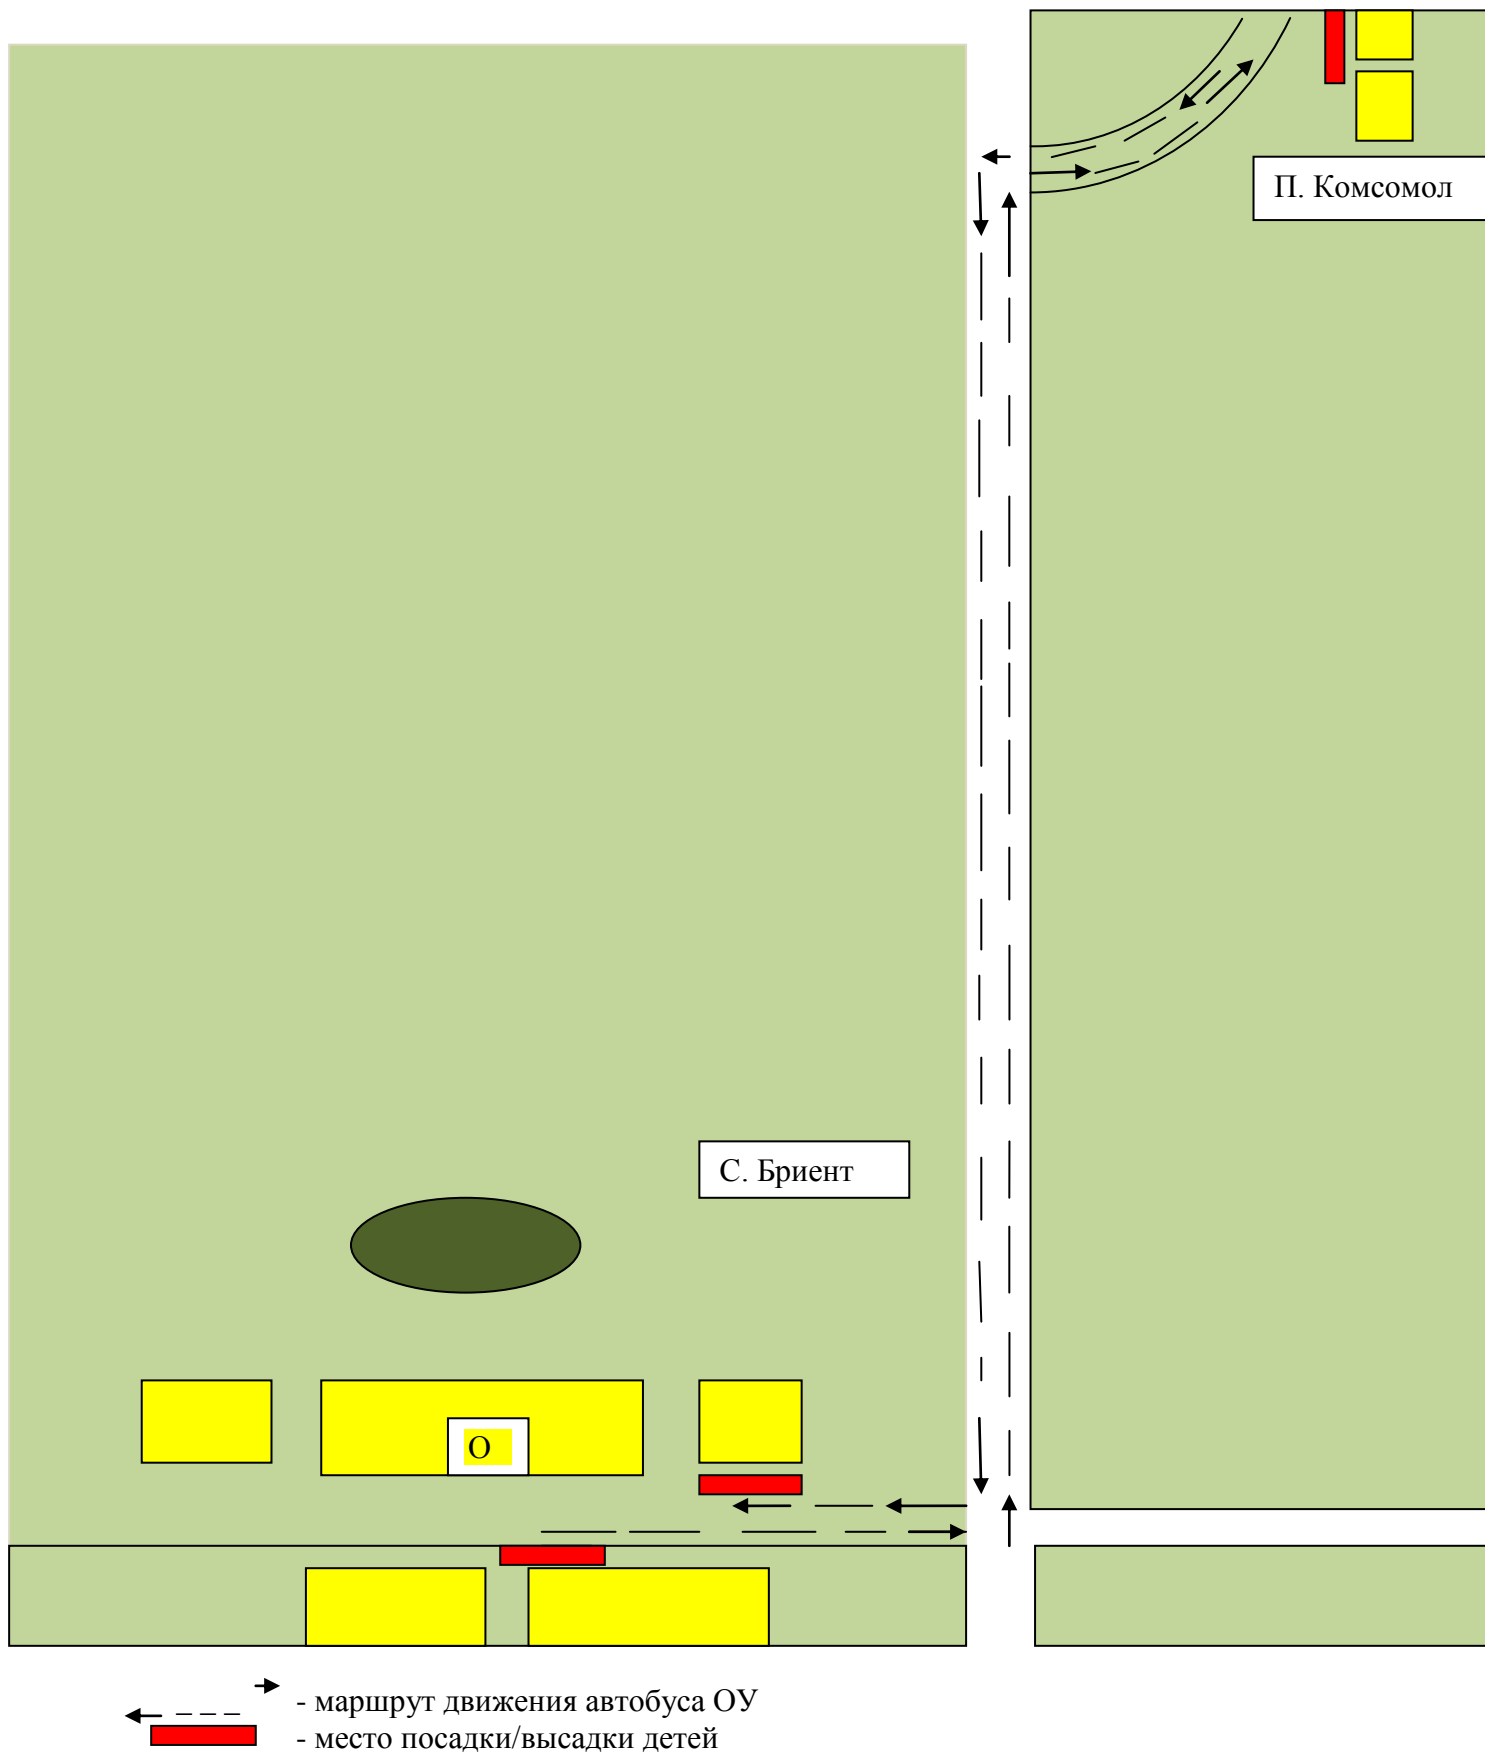 П. Комсомол
С. Бриент
О
- маршрут движения автобуса ОУ
- место посадки/высадки детей